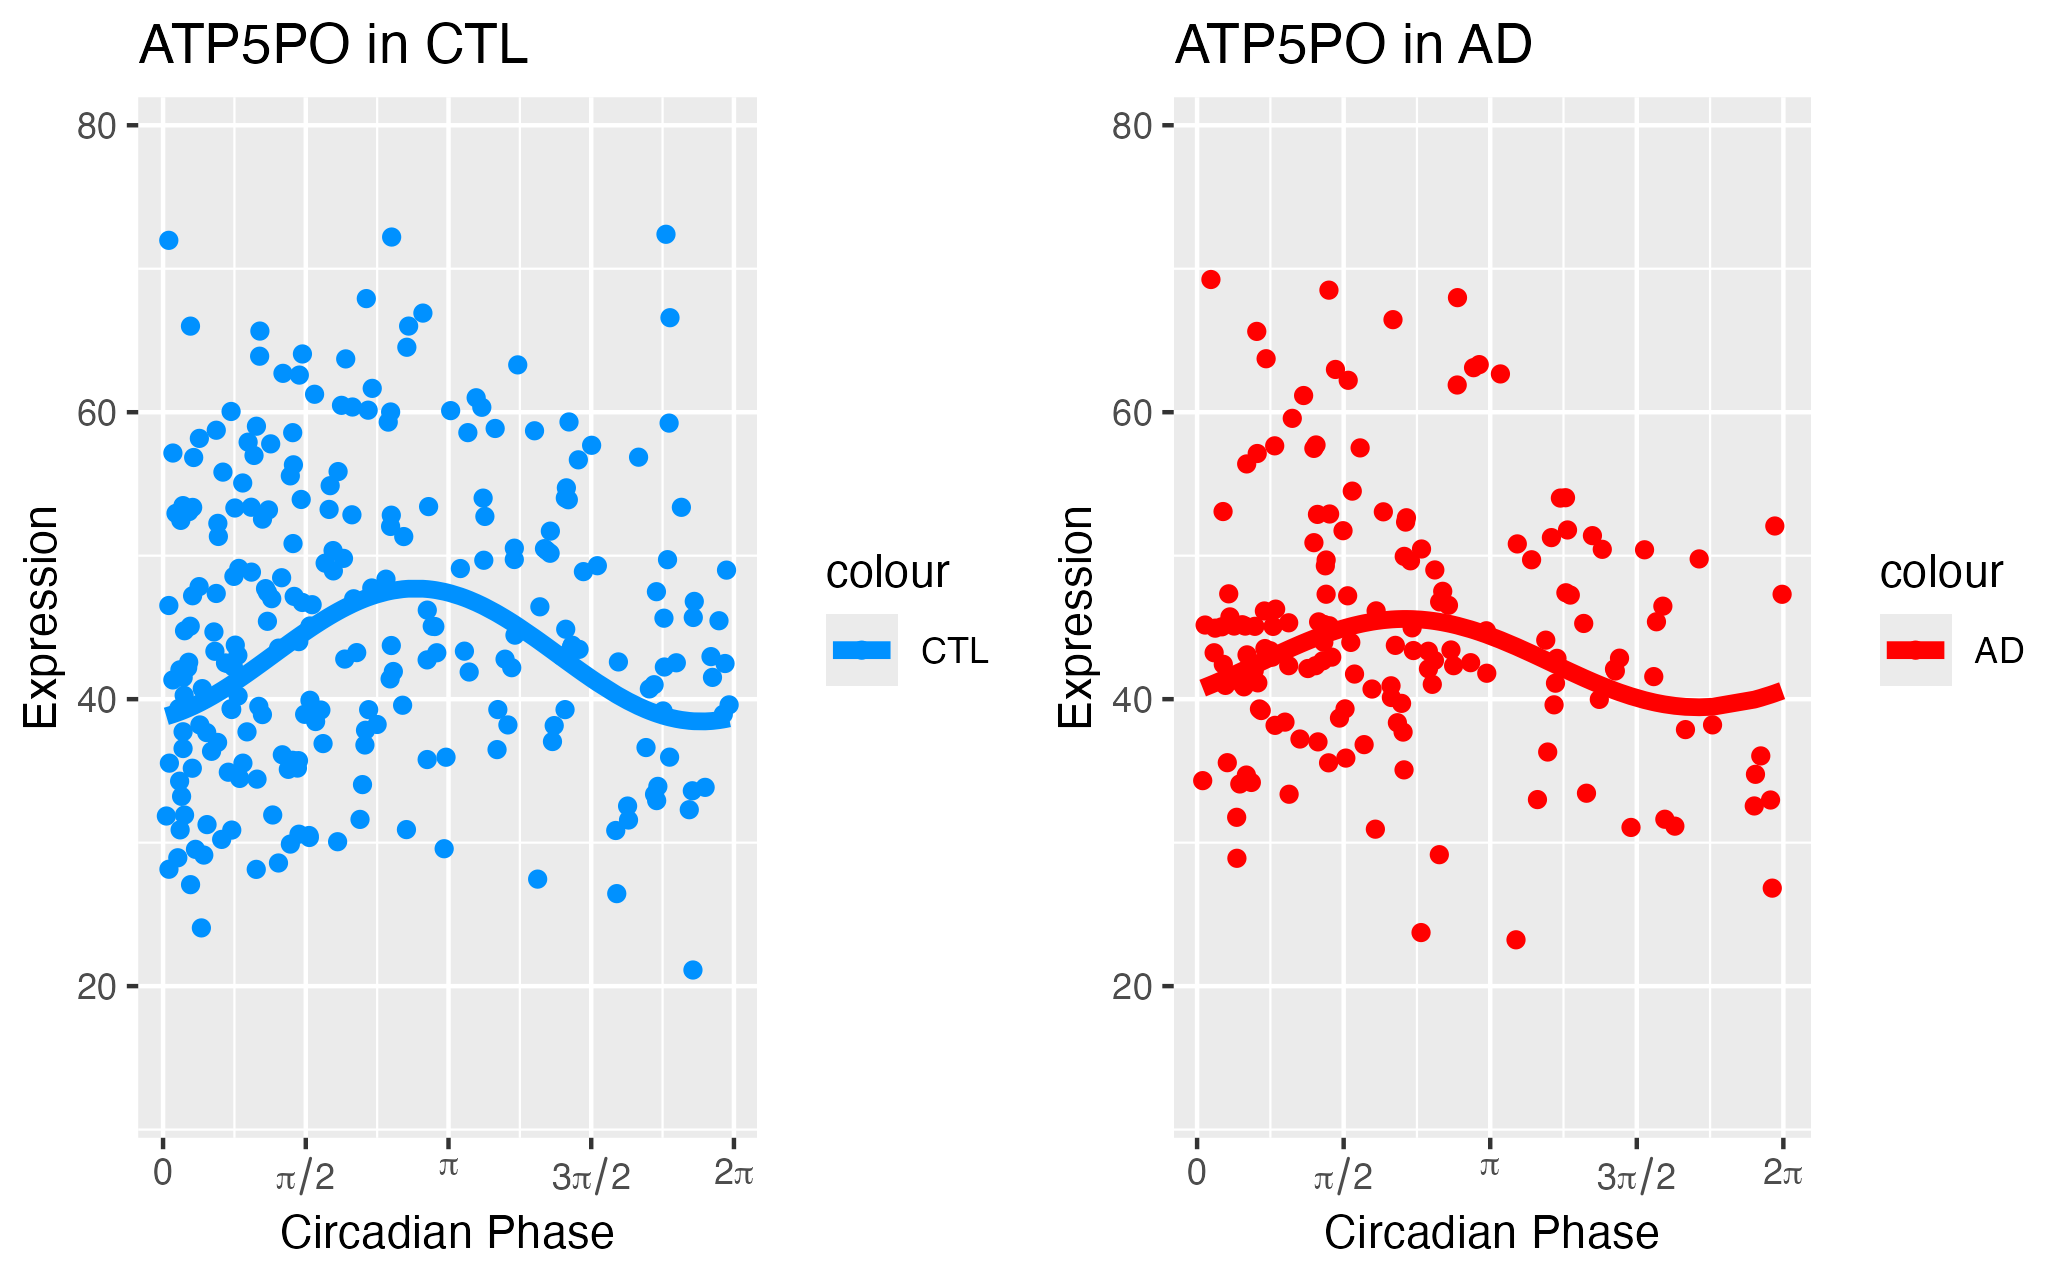 ATP5PO in CTL
80
60
40
20
Expression
0
π/2
π
3π/2
2π
Circadian Phase
colour
CTL
ATP5PO in AD
80
60
40
20
Expression
0
π/2
π
3π/2
2π
Circadian Phase
colour
AD